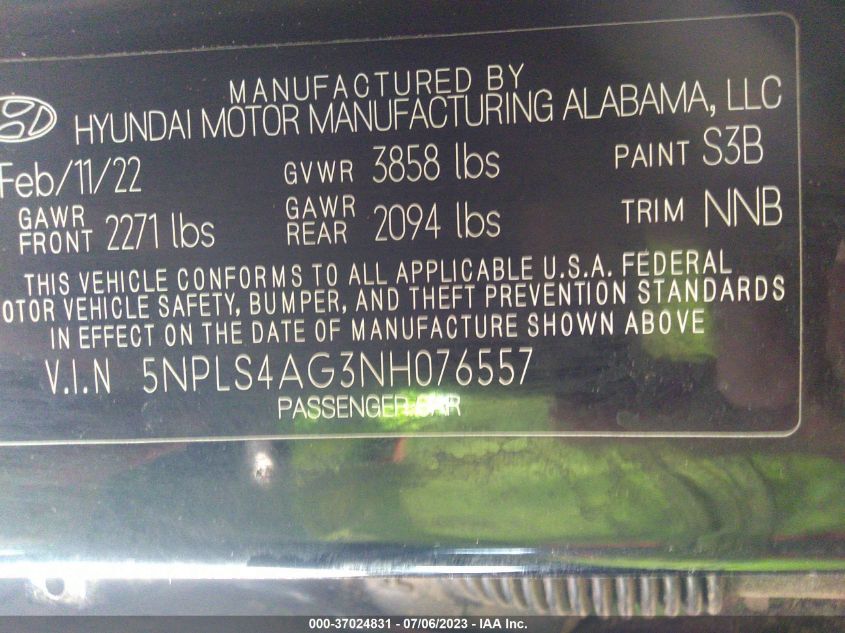 MANUFACTURED BY
HYUNDAI MOTOR MANUFACTURING ALABAMA, LLC
Feb/11/22 GVWR 3858 lbs PAINT S3B
GAWR FRONT 2271 lbs GAWR REAR 2094 lbs TRIM NNB
THIS VEHICLE CONFORMS TO ALL APPLICABLE U.S.A. FEDERAL
OTOR VEHICLE SAFETY, BUMPER, AND THEFT PREVENTION STANDARDS
IN EFFECT ON THE DATE OF MANUFACTURE SHOWN ABOVE
V.I.N 5NPLS4AG3NH076557
PASSENGER CAR
000-37024831 - 07/06/2023 - IAA Inc.